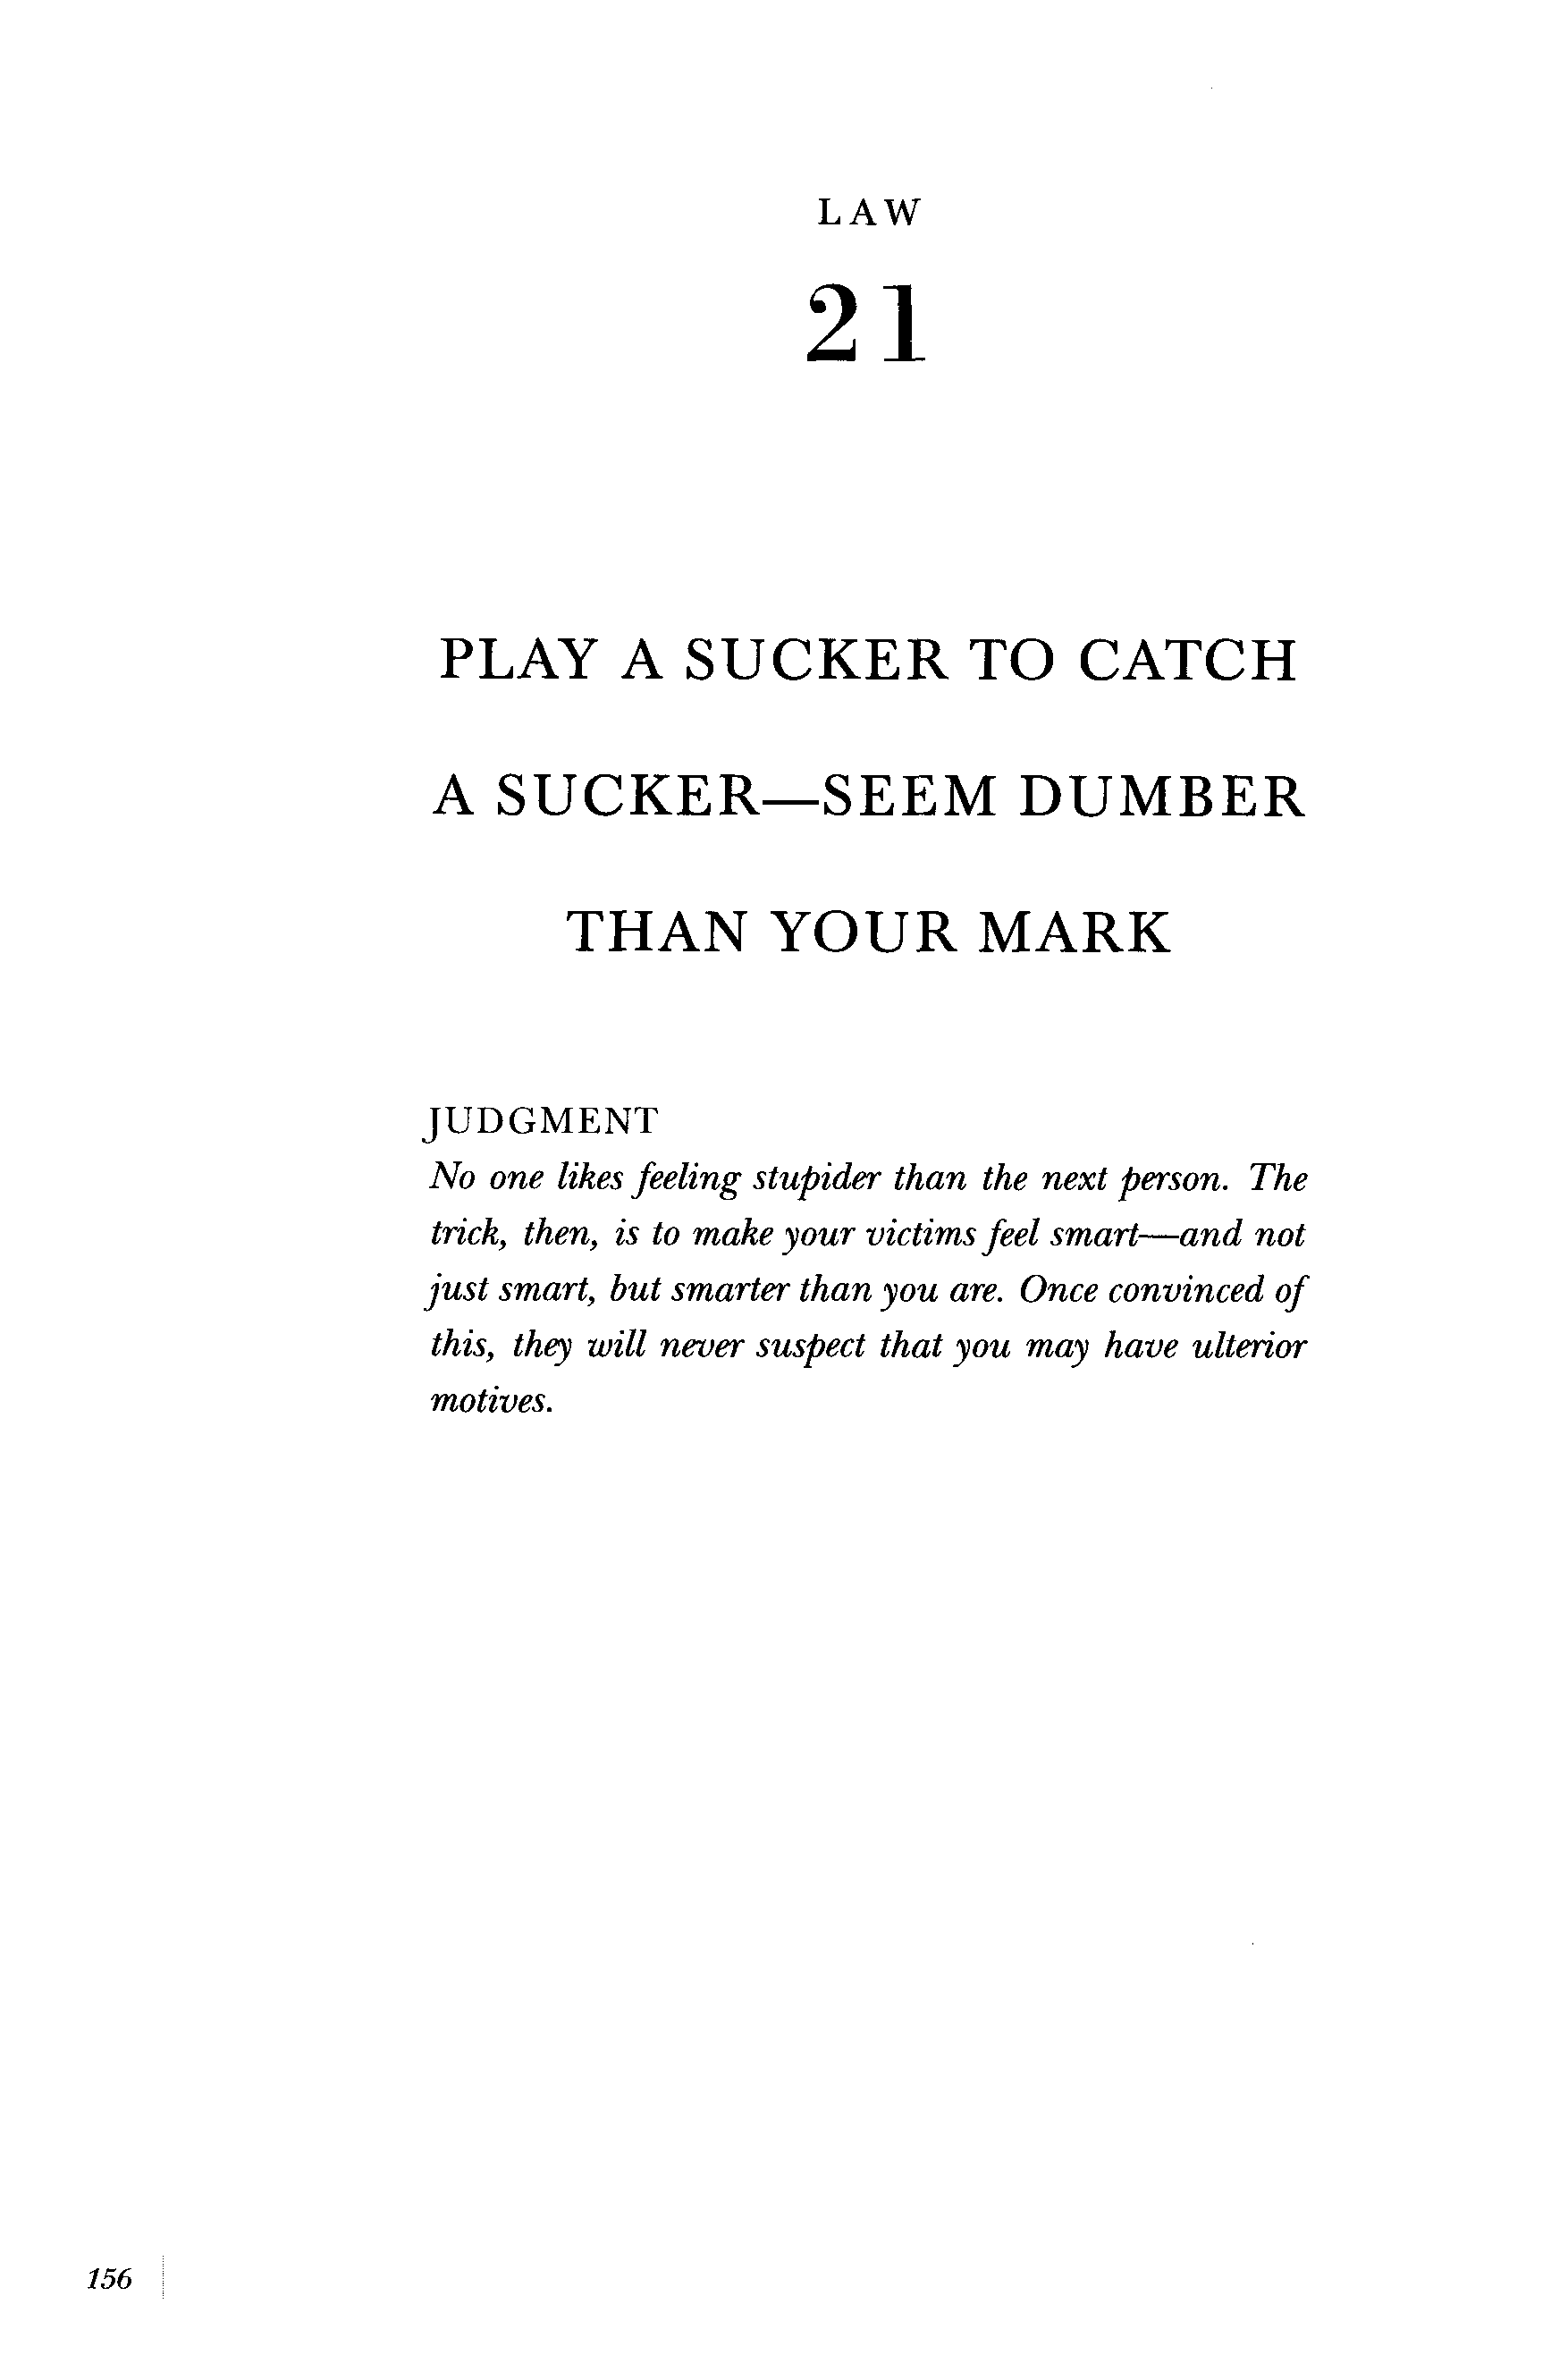 LAW
21
PLAY A SUCKER TO CATCH
A SUCKER—SEEM DUMBER
THAN YOUR MARK
JUDGMENT
No one likes feeling stupider than the next person. The
trick, then, is to make your victims feel smart—and not
just smart, but smarter than you are. Once convinced of
this, they will never suspect that you may have ulterior
motives.
156